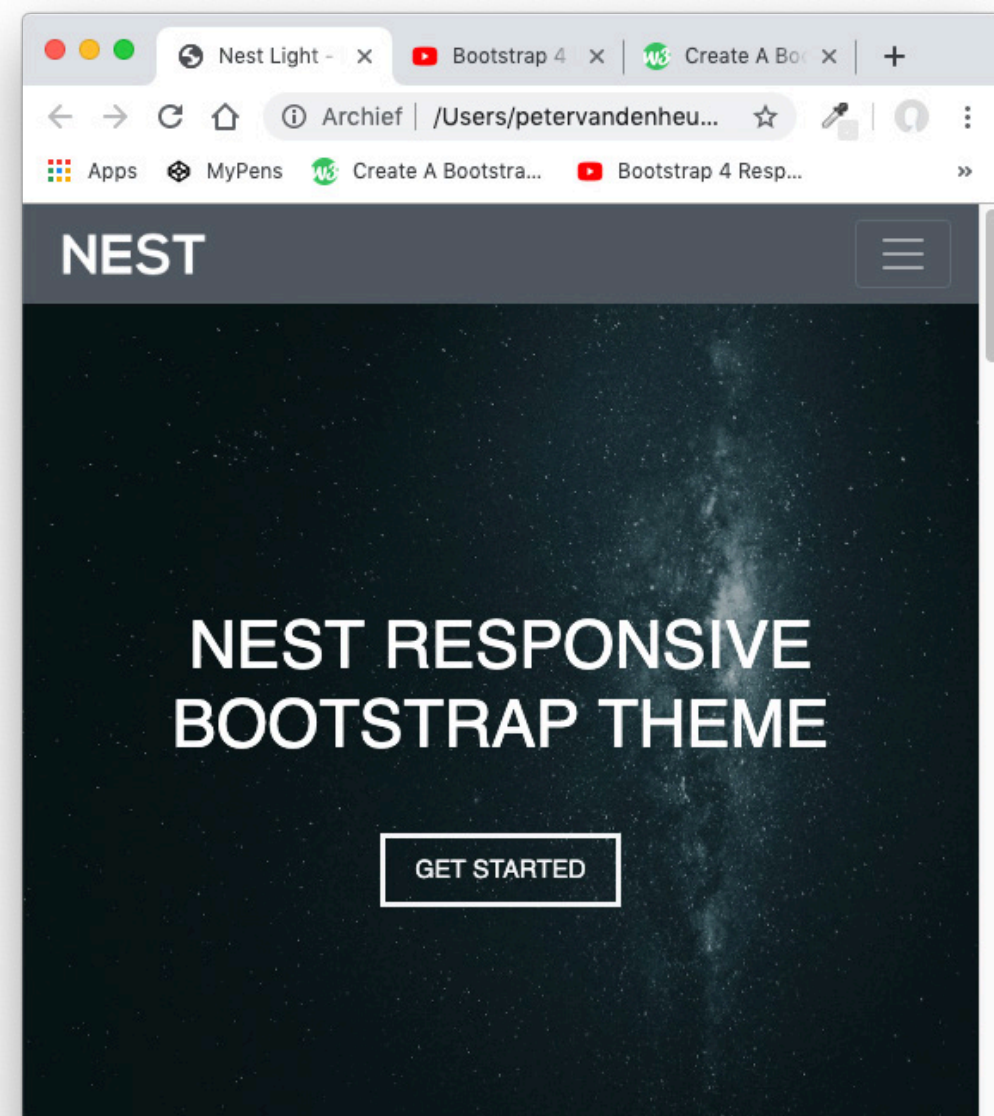 Nest Light - Bootstrap 4 Create A Boo
Archief /Users/petervandenheu...
Apps MyPens Create A Bootstra... Bootstrap 4 Resp...
NEST
NEST RESPONSIVE
BOOTSTRAP THEME
GET STARTED